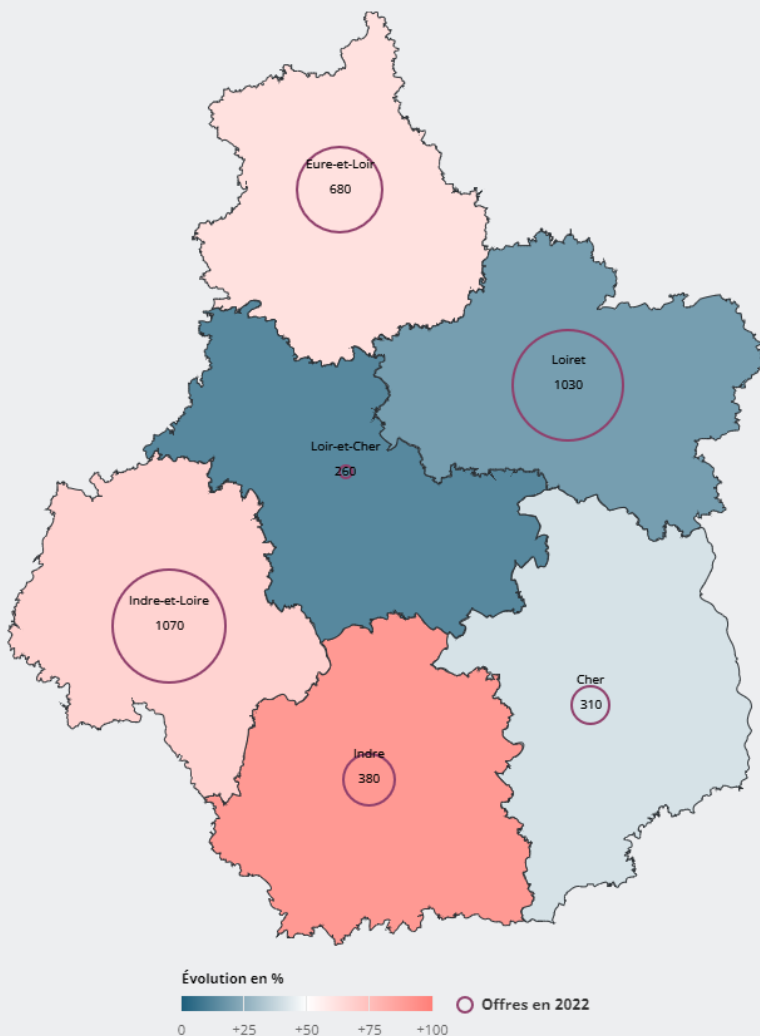 Eure-et-Loir
680
Loiret
1030
Loir-et-Cher
260
Indre-et-Loire
1070
Cher
310
Indre
380
Évolution en %
Offres en 2022
0 +25 +50 +75 +100